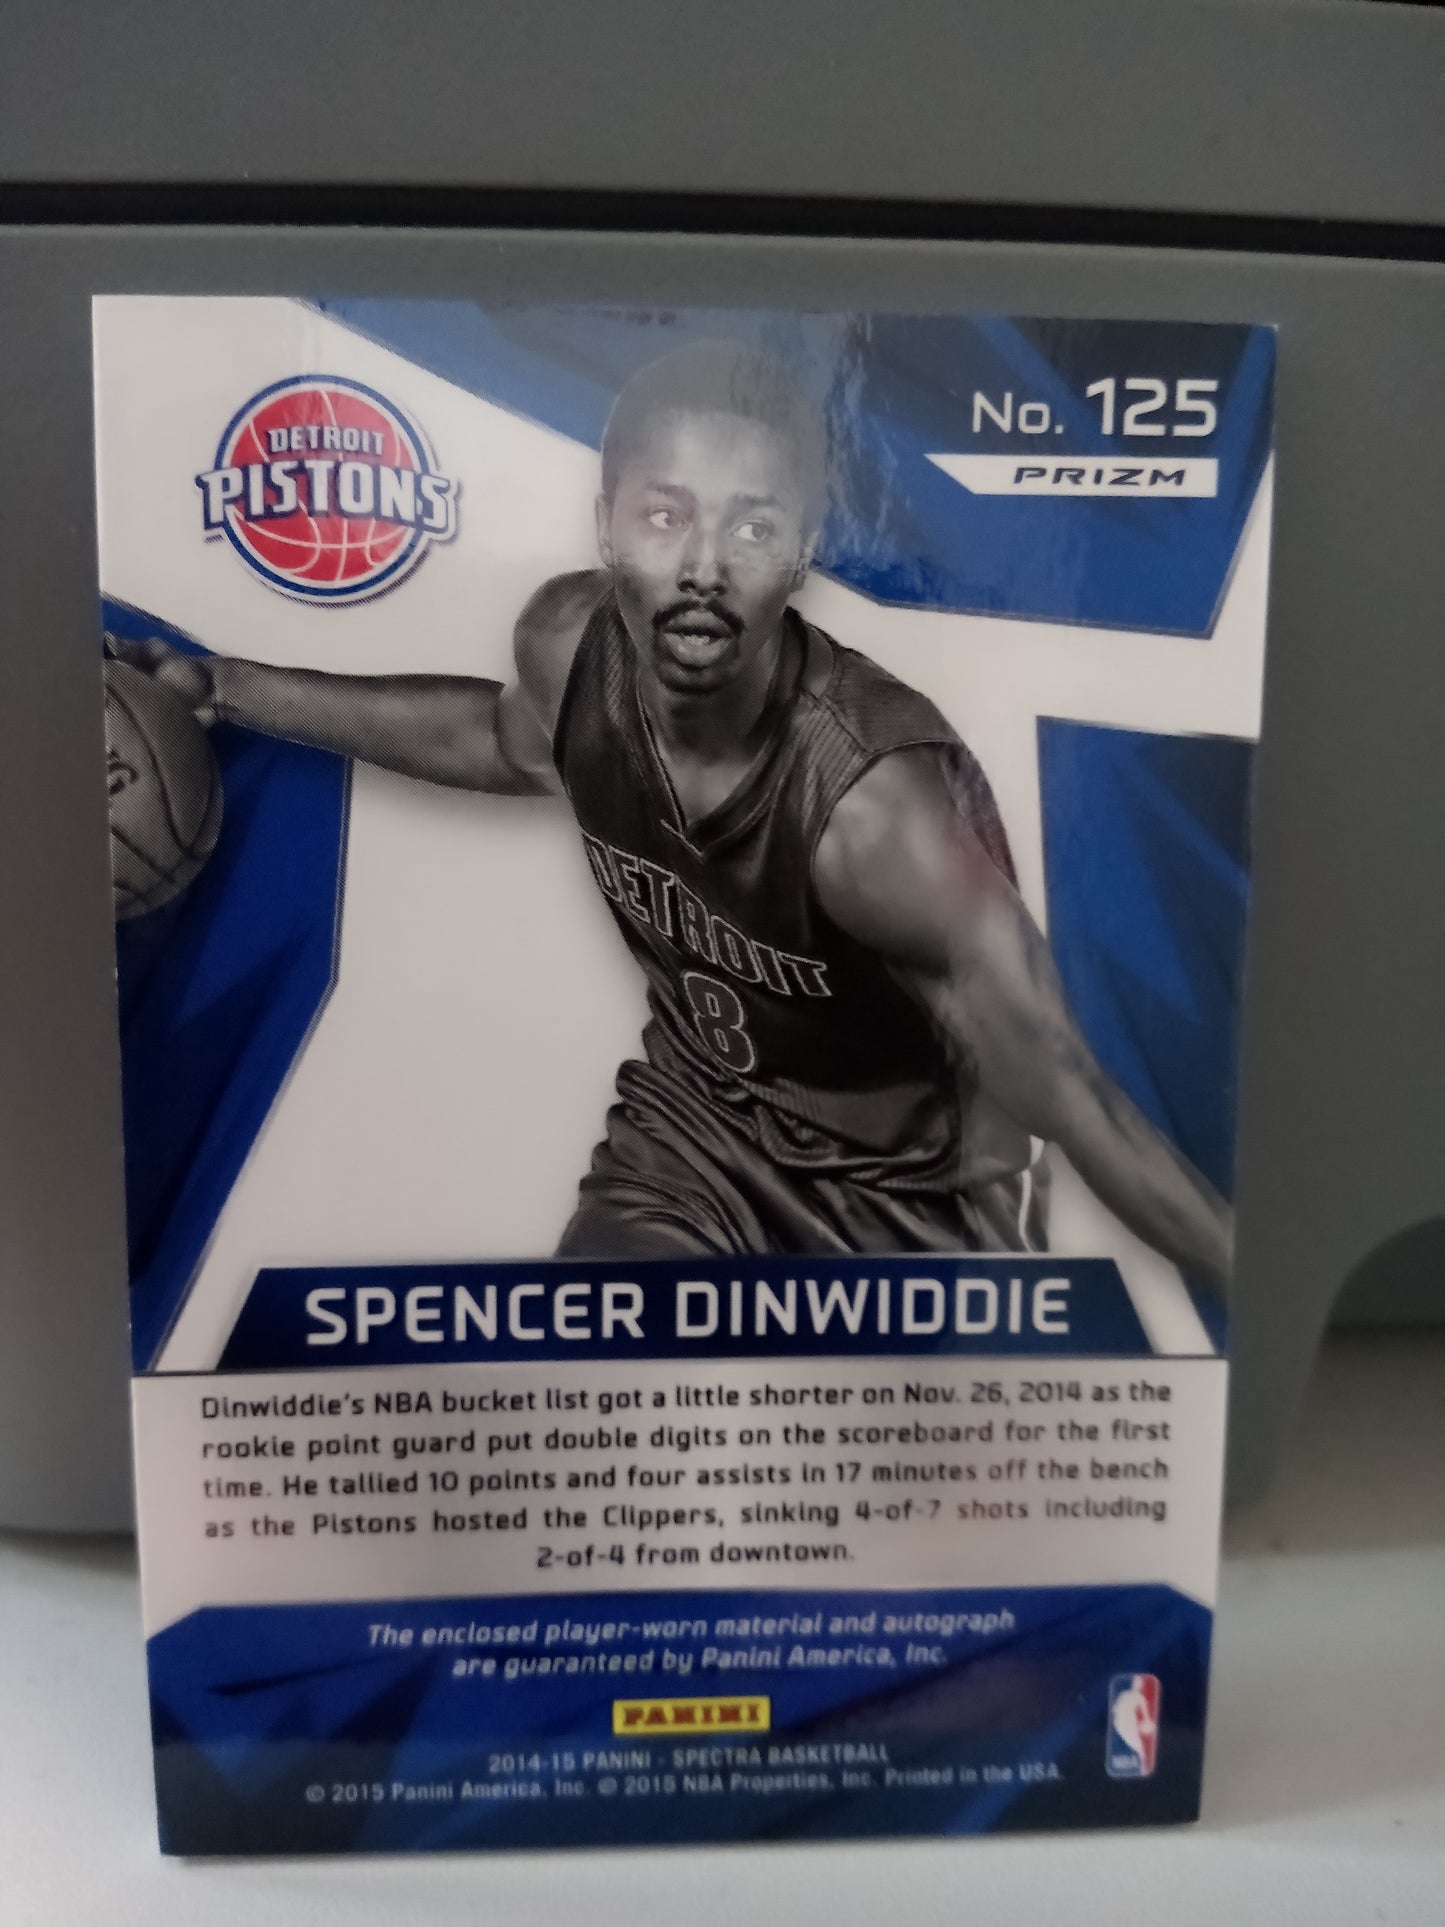 DETROIT
PISTONS
No. 125
PRIZM
DETROIT
8
SPENCER DINWIDDIE
Dinwiddie's NBA bucket list got a little shorter on Nov. 26, 2014 as the
rookie point guard put double digits on the scoreboard for the first
time. He tallied 10 points and four assists in 17 minutes off the bench
as the Pistons hosted the Clippers, sinking 4-of-7 shots including
2-of-4 from downtown.
The enclosed player-worn material and autograph
are guaranteed by Panini America, Inc.
PANINI
2014-15 PANINI - SPECTRA BASKETBALL
© 2015 Panini America, Inc. © 2015 NBA Properties, Inc. Printed in the USA.
NBA